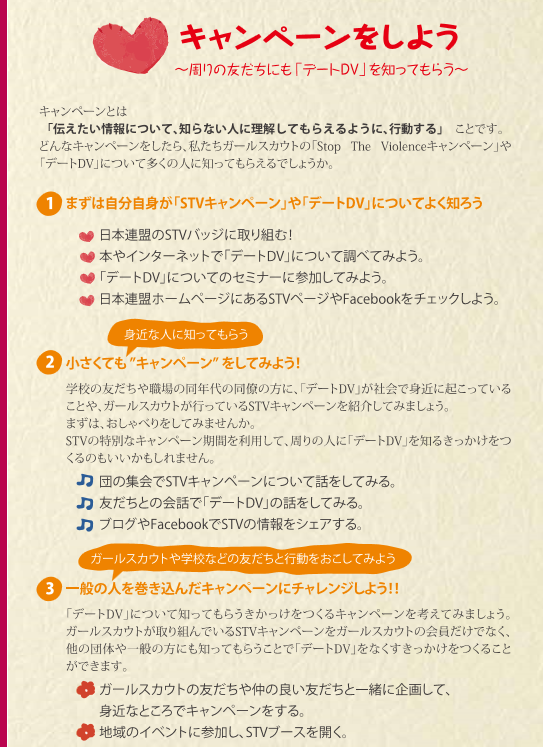 キャンペーンをしよう
～周りの友だちにも「デートDV」を知ってもらう～
キャンペーンとは
「伝えたい情報について、知らない人に理解してもらえるように、行動する」 ことです。
どんなキャンペーンをしたら、私たちガールスカウトの「Stop The Violenceキャンペーン」や
「デートDV」について多くの人に知ってもらえるでしょうか。
1 まずは自分自身が「STVキャンペーン」や「デートDV」についてよく知ろう
日本連盟のSTVバッジに取り組む！
本やインターネットで「デートDV」について調べてみよう。
「デートDV」についてのセミナーに参加してみよう。
日本連盟ホームページにあるSTVページやFacebookをチェックしよう。
身近な人に知ってもらう
2 小さくても ”キャンペーン” をしてみよう！
学校の友だちや職場の同年代の同僚の方に、「デートDV」が社会で身近に起こっている
ことや、ガールスカウトが行っているSTVキャンペーンを紹介してみましょう。
まずは、おしゃべりをしてみませんか。
STVの特別なキャンペーン期間を利用して、周りの人に「デートDV」を知るきっかけをつ
くるのもいいかもしれません。
団の集会でSTVキャンペーンについて話をしてみる。
友だちとの会話で「デートDV」の話をしてみる。
ブログやFacebookでSTVの情報をシェアする。
ガールスカウトや学校などの友だちと行動をおこしてみよう
3 一般の人を巻き込んだキャンペーンにチャレンジしよう！！
「デートDV」について知ってもらうきかっけをつくるキャンペーンを考えてみましょう。
ガールスカウトが取り組んでいるSTVキャンペーンをガールスカウトの会員だけでなく、
他の団体や一般の方にも知ってもらうことで「デートDV」をなくすきっかけをつくること
ができます。
ガールスカウトの友だちや仲の良い友だちと一緒に企画して、
身近なところでキャンペーンをする。
地域のイベントに参加し、STVブースを開く。